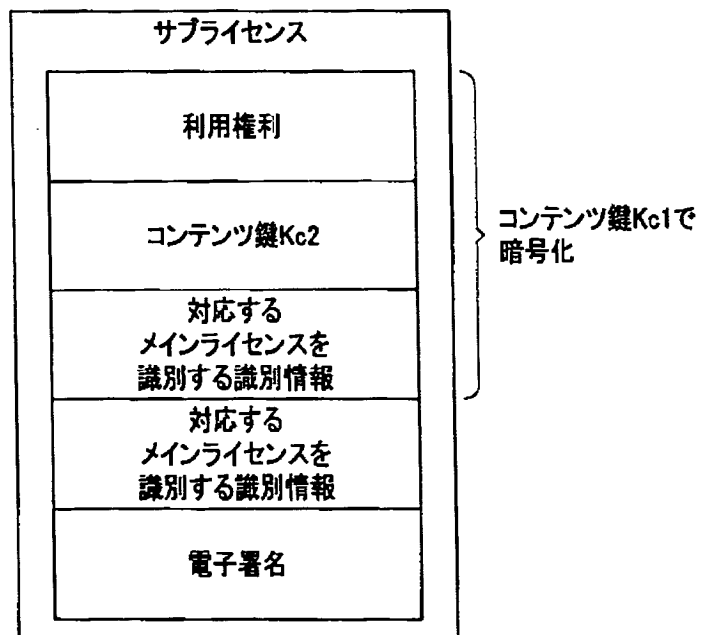 サブライセンス
利用権利
コンテンツ鍵Kc2
対応する
メインライセンスを
識別する識別情報
対応する
メインライセンスを
識別する識別情報
電子署名
コンテンツ鍵Kc1で
暗号化